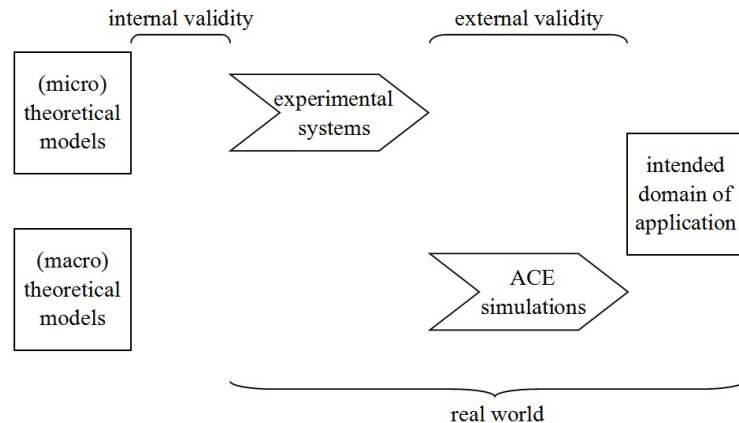 internal validity
external validity
(micro)
theoretical
models
experimental
systems
intended
domain of
application
(macro)
theoretical
models
ACE
simulations
real world